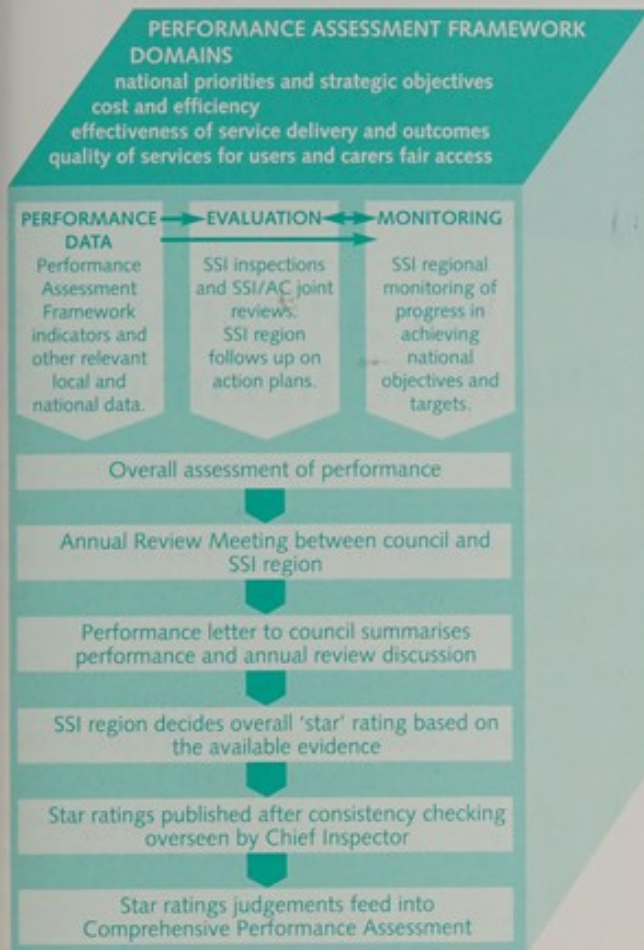 PERFORMANCE ASSESSMENT FRAMEWORK
DOMAINS
national priorities and strategic objectives
cost and efficiency
effectiveness of service delivery and outcomes
quality of services for users and carers fair access
PERFORMANCE
DATA
Performance
Assessment
Framework
indicators and
other relevant
local and
national data.
EVALUATION
SSI inspections
and SSI/AC joint
reviews.
SSI region
follows up on
action plans.
MONITORING
SSI regional
monitoring of
progress in
achieving
national
objectives and
targets.
Overall assessment of performance
Annual Review Meeting between council and
SSI region
Performance letter to council summarises
performance and annual review discussion
SSI region decides overall ‘star’ rating based on
the available evidence
Star ratings published after consistency checking
overseen by Chief Inspector
Star ratings judgements feed into
Comprehensive Performance Assessment